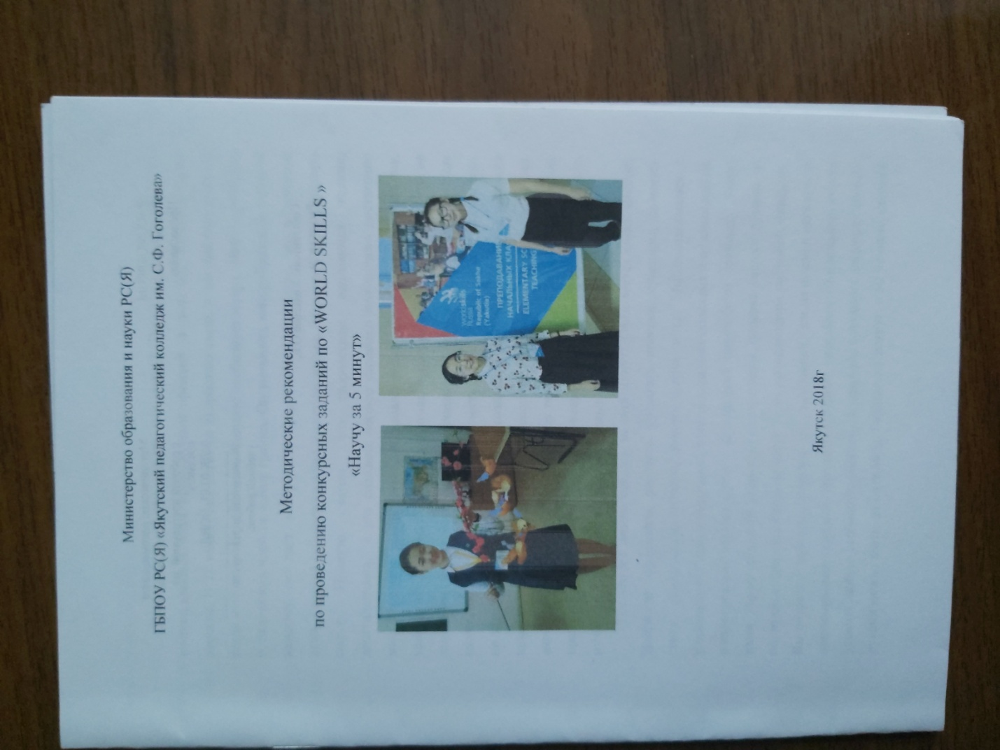 Министерство образования и науки РС(Я)
ГБПОУ РС(Я) «Якутский педагогический колледж им. С.Ф. Гоголева»
Методические рекомендации
по проведению конкурсных заданий по «WORLD SKILLS »
«Научу за 5 минут»
Republic of Sakha
(Yakutia)
ПРЕПОДАВАНИ
НАЧАЛЬНЫХ КЛА
ELEMENTARY SC
TEACHING
Якутск 2018г